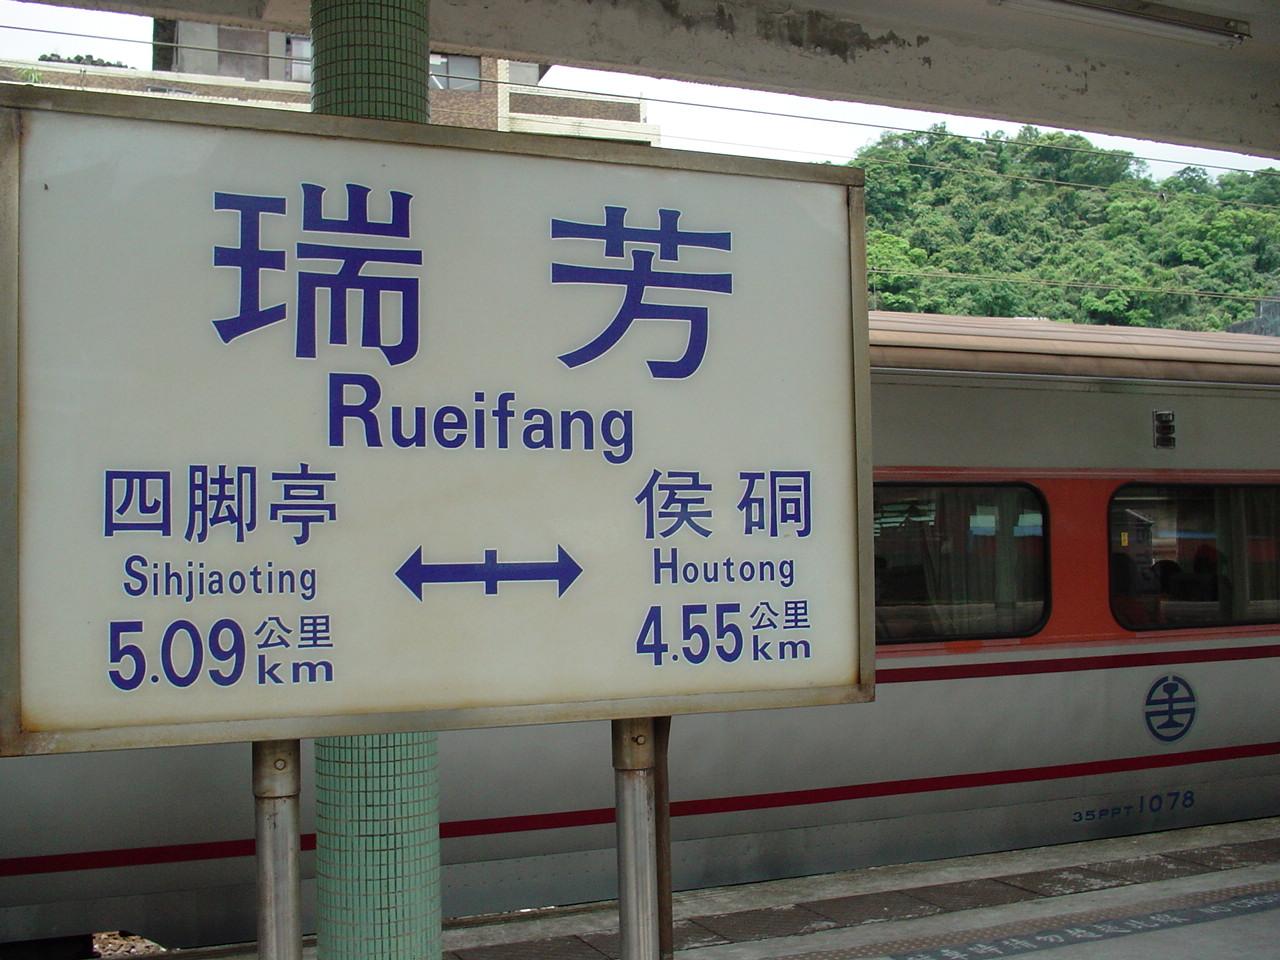 瑞芳
Rueifang
四脚亭
Sihjiaoting
5.09公里 km
侯硐
Houtong
4.55公里 km
35PPT1078